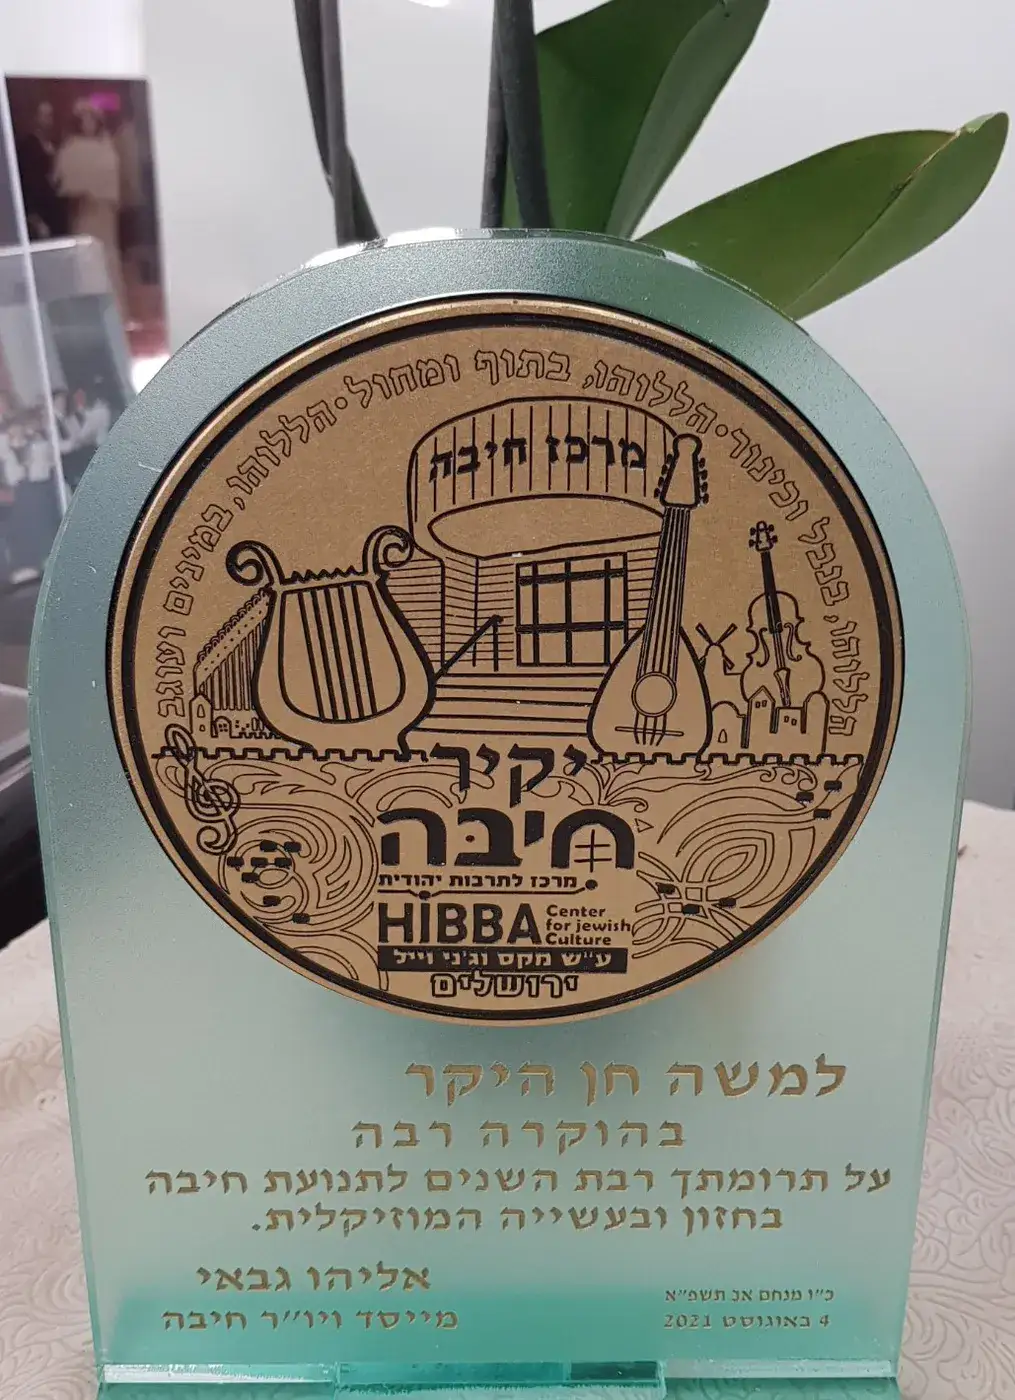 הללוהו, בנבל וכינור • הללוהו, בתוף ומחול • הללוהו, במינים ועוגב
מרכז חיבה
יקיר
חיבה
מרכז לתרבות יהודית
HIBBA
Center
for jewish
Culture
ע"ש מקס וג'ני וייל
ירושלים
למשה חן היקר
בהוקרה רבה
על תרומתך רבת השנים לתנועת חיבה
בחזון ובעשייה המוזיקלית.
אליהו גבאי
מייסד ויו"ר חיבה
כ"ו מנחם אב תשפ"א
4 באוגוסט 2021